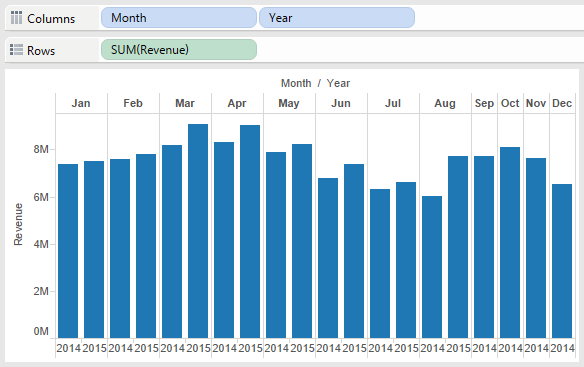 Columns Month Year
Rows SUM(Revenue)
Month / Year
Jan Feb Mar Apr May Jun Jul Aug Sep Oct Nov Dec
8M
6M
4M
2M
0M
Revenue
2014 2015 2014 2015 2014 2015 2014 2015 2014 2015 2014 2015 2014 2015 2014 2015 2014 2014 2014 2014